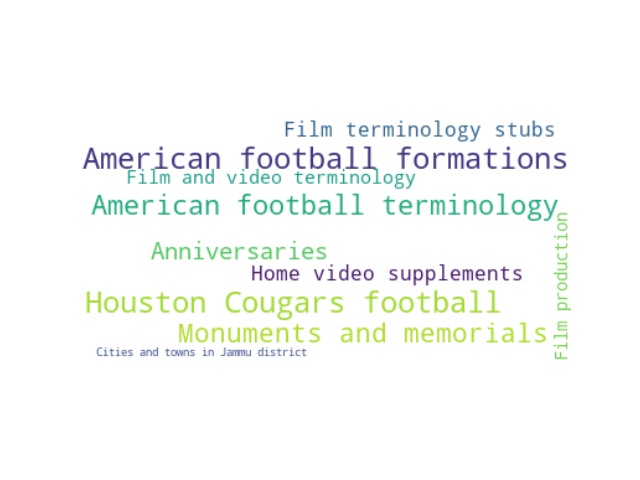 Film terminology stubs
American football formations
Film and video terminology
American football terminology
Anniversaries
Home video supplements
Houston Cougars football
Monuments and memorials
Cities and towns in Jammu district
Film production